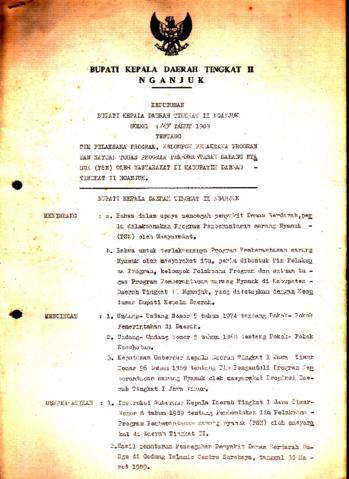 BUPATI KEPALA DAERAH TINGKAT II
NGANJUK
KEPUTUSAN
BUPATI KEPALA DAERAH TINGKAT II NGANJUK
NOMOR : TAHUN 1989
TENTANG
TIM PELAKSANA PROGRAM, KELOMPOK PELAKSANA PROGRAM
DAN SATUAN TUGAS PROGRAM PEMBERANTASAN SARANG NYA
MUK (PSN) OLEH MASYARAKAT DI KABUPATEN DAERAH -
TINGKAT II NGANJUK.
BUPATI KEPALA DAERAH TINGKAT II NGANJUK
MENIMBANG : a. Bahwa dalam upaya mencegah penyakit Demam Berdarah, per
lu dilaksanakan Program Pemberantasan sarang Nyamuk -
(PSN) oleh Masyarakat.
b. Bahwa untuk terlaksananya Program Pemberantasan sarang
Nyamuk oleh masyarakat itu, perlu dibentuk Tim Pelaksa
na Program, kelompok Pelaksana Program dan satuan tu -
gas Program Pemberantasan sarang Nyamuk di Kabupaten -
Daerah Tingkat II Nganjuk, yang ditetapkan dengan Kepu
tusan Bupati Kepala Daerah.
MENGINGAT : 1. Undang- Undang Nomor 5 tahun 1974 tentang Pokok- Pokok
Pemerintahan di Daerah.
2. Undang- Undang Nomor 9 tahun 1960 tentang Pokok- Pokok
Kesehatan.
3. Keputusan Gubernur Kepala Daerah Tingkat I Jawa Timur
Nomor 96 tahun 1989 tentang Tim Pengendali Program Pem
berantasan sarang Nyamuk oleh masyarakat Propinsi Dae-
rah Tingkat I Jawa Timur.
MEMPERHATIKAN : 1. Instruksi Gubernur Kepala Daerah Tingkat I Jawa Timur-
Nomor 8 tahun 1989 tentang Pembentukan Tim Pelaksana -
Program Pemberantasan sarang nyamuk (PSN) oleh masyara
kat di Daerah Tingkat II.
2. Hasil penataran Pencegahan Penyakit Demam Berdarah De-
ngue di Gedung Islamic Centre Surabaya, tanggal 30 Ma-
ret 1989.